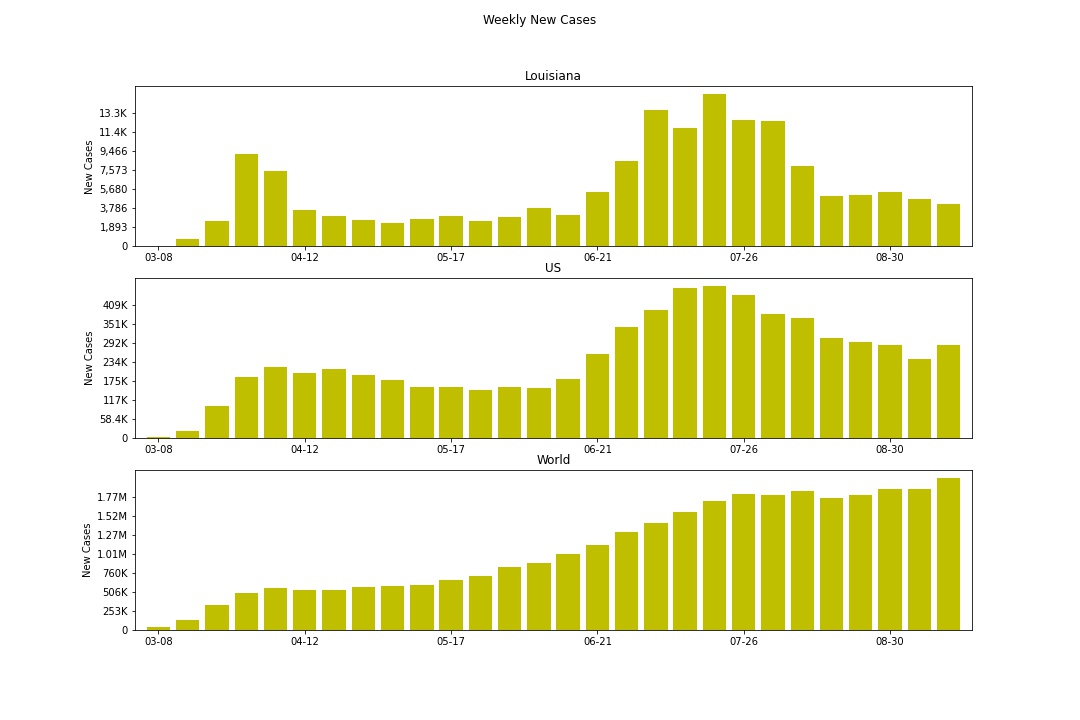 Weekly New Cases
Louisiana
New Cases
13.3K
11.4K
9,466
7,573
5,680
3,786
1,893
0
03-08 04-12 05-17 06-21 07-26 08-30
US
New Cases
409K
351K
292K
234K
175K
117K
58.4K
0
03-08 04-12 05-17 06-21 07-26 08-30
World
New Cases
1.77M
1.52M
1.27M
1.01M
760K
506K
253K
0
03-08 04-12 05-17 06-21 07-26 08-30